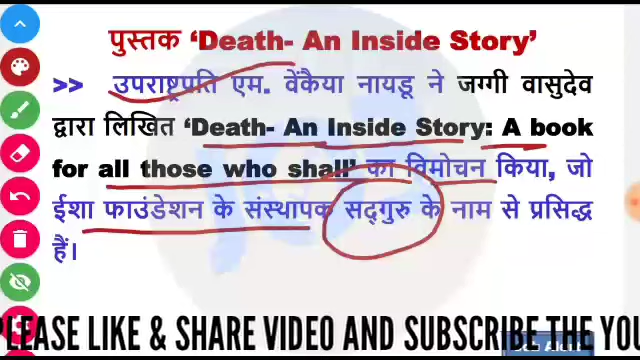 पुस्तक ‘Death- An Inside Story’
>> उपराष्ट्रपति एम. वेंकैया नायडू ने जग्गी वासुदेव
द्वारा लिखित ‘Death- An Inside Story: A book
for all those who shall’ का विमोचन किया, जो
ईशा फाउंडेशन के संस्थापक सद्गुरु के नाम से प्रसिद्ध
हैं।
PLEASE LIKE & SHARE VIDEO AND SUBSCRIBE THE YOU